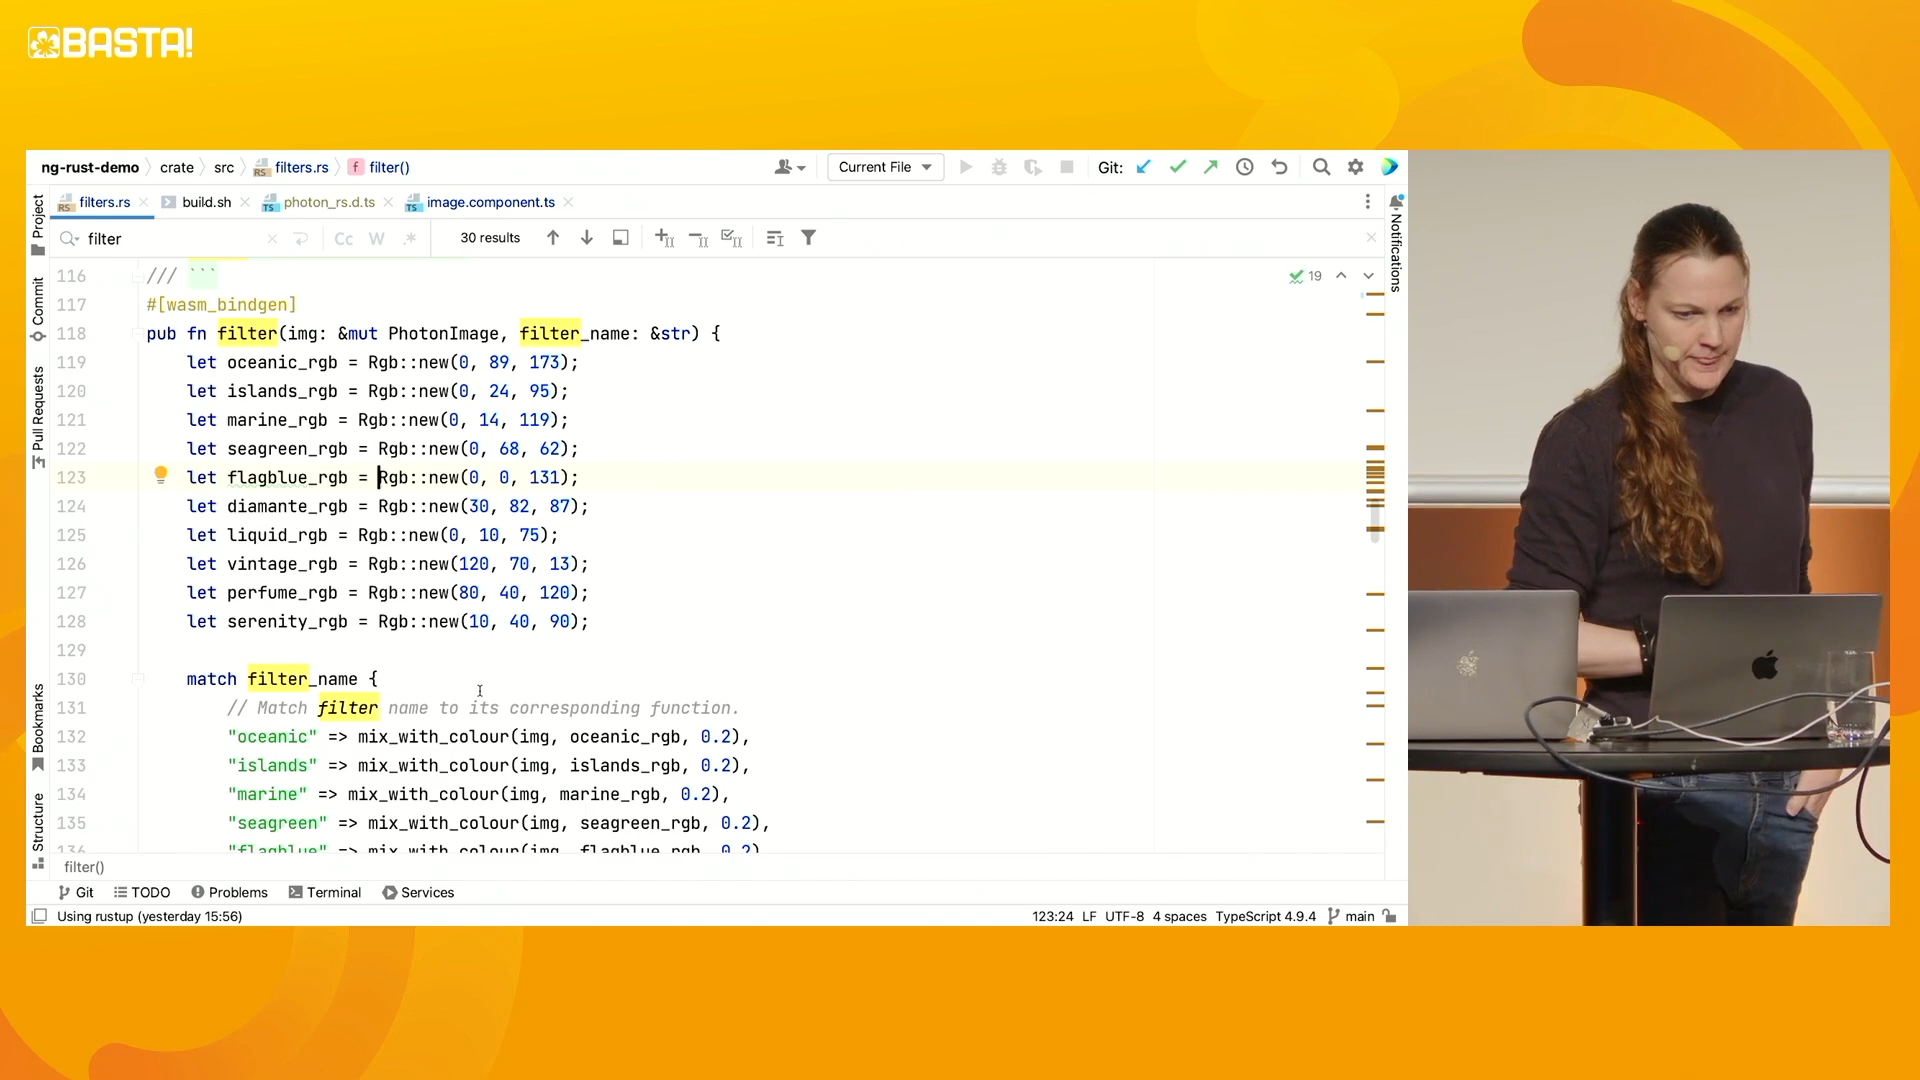 BASTA!
ng-rust-demo crate src filters.rs filter() Current File Git:
filters.rs build.sh photon_rs.d.ts image.component.ts
filter Cc W .* 30 results
116 /// ```
19
117 #[wasm_bindgen]
118 pub fn filter(img: &mut PhotonImage, filter_name: &str) {
119 let oceanic_rgb = Rgb::new(0, 89, 173);
120 let islands_rgb = Rgb::new(0, 24, 95);
121 let marine_rgb = Rgb::new(0, 14, 119);
122 let seagreen_rgb = Rgb::new(0, 68, 62);
123 let flagblue_rgb = Rgb::new(0, 0, 131);
124 let diamante_rgb = Rgb::new(30, 82, 87);
125 let liquid_rgb = Rgb::new(0, 10, 75);
126 let vintage_rgb = Rgb::new(120, 70, 13);
127 let perfume_rgb = Rgb::new(80, 40, 120);
128 let serenity_rgb = Rgb::new(10, 40, 90);
129
130 match filter_name {
131 // Match filter name to its corresponding function.
132 "oceanic" => mix_with_colour(img, oceanic_rgb, 0.2),
133 "islands" => mix_with_colour(img, islands_rgb, 0.2),
134 "marine" => mix_with_colour(img, marine_rgb, 0.2),
135 "seagreen" => mix_with_colour(img, seagreen_rgb, 0.2),
136 "flagblue" => mix_with_colour(img, flagblue_rgb, 0.2)
filter()
Git TODO Problems Terminal Services
Using rustup (yesterday 15:56) 123:24 LF UTF-8 4 spaces TypeScript 4.9.4 main
Project
Commit
Pull Requests
Bookmarks
Structure
Notifications